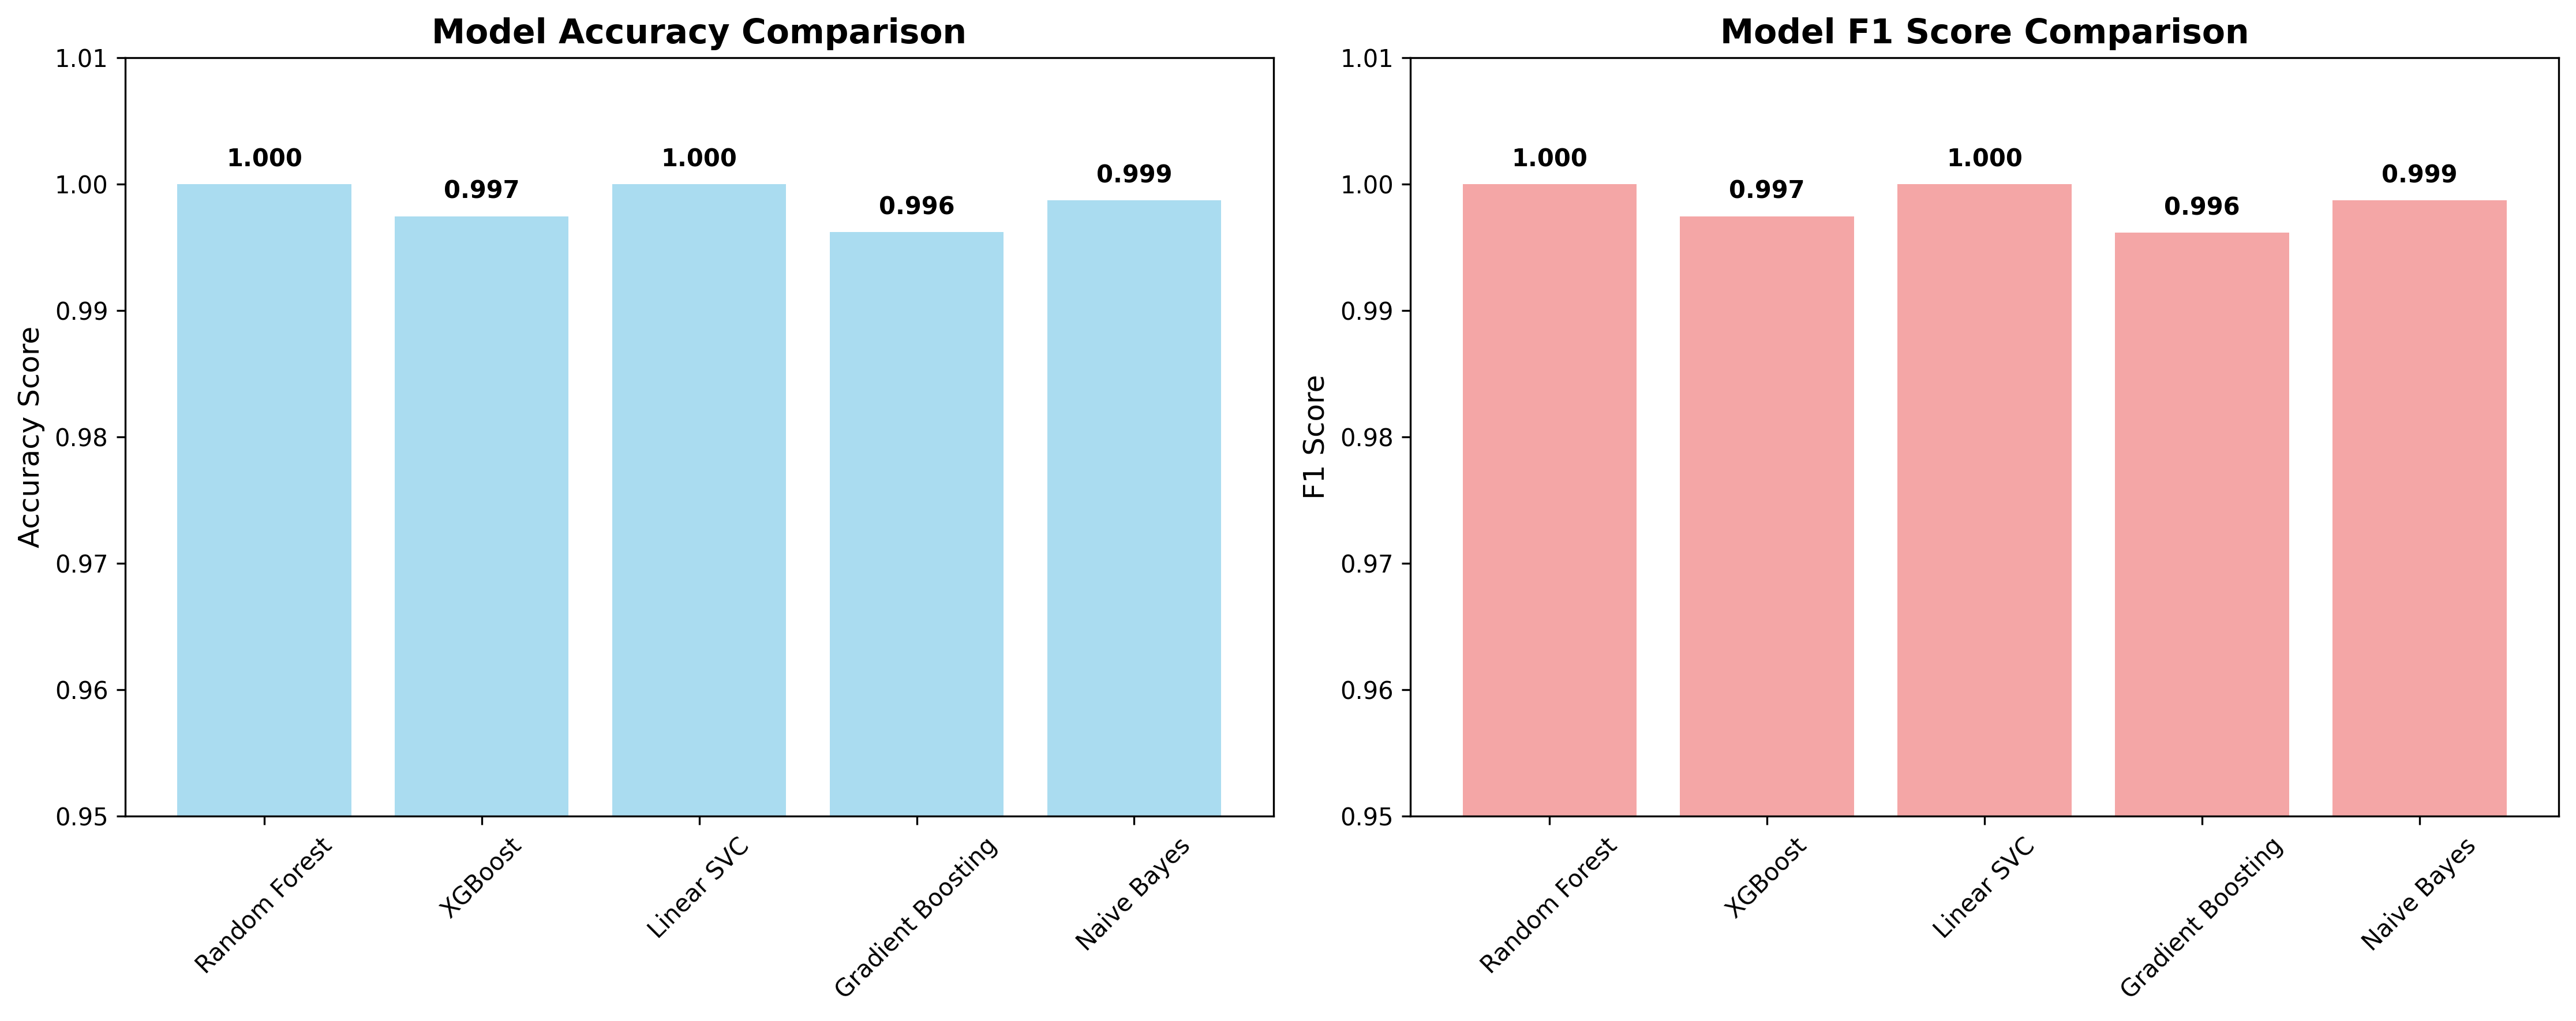 Model Accuracy Comparison
Accuracy Score
1.01
1.00
0.99
0.98
0.97
0.96
0.95
1.000
0.997
1.000
0.996
0.999
Random Forest
XGBoost
Linear SVC
Gradient Boosting
Naive Bayes
Model F1 Score Comparison
F1 Score
1.01
1.00
0.99
0.98
0.97
0.96
0.95
1.000
0.997
1.000
0.996
0.999
Random Forest
XGBoost
Linear SVC
Gradient Boosting
Naive Bayes